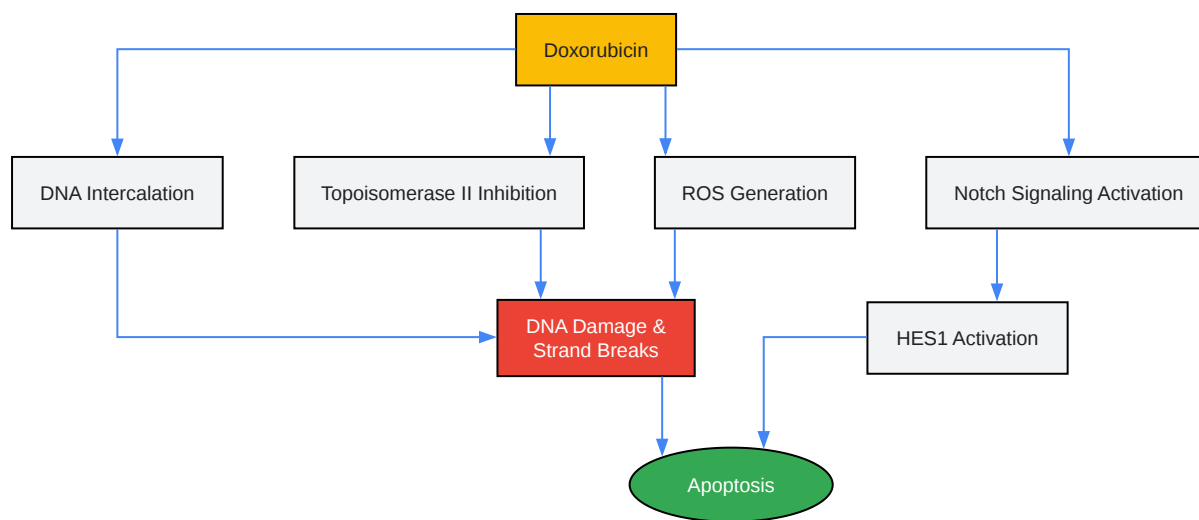 Doxorubicin
DNA Intercalation
Topoisomerase II Inhibition
ROS Generation
Notch Signaling Activation
DNA Damage &
Strand Breaks
HES1 Activation
Apoptosis